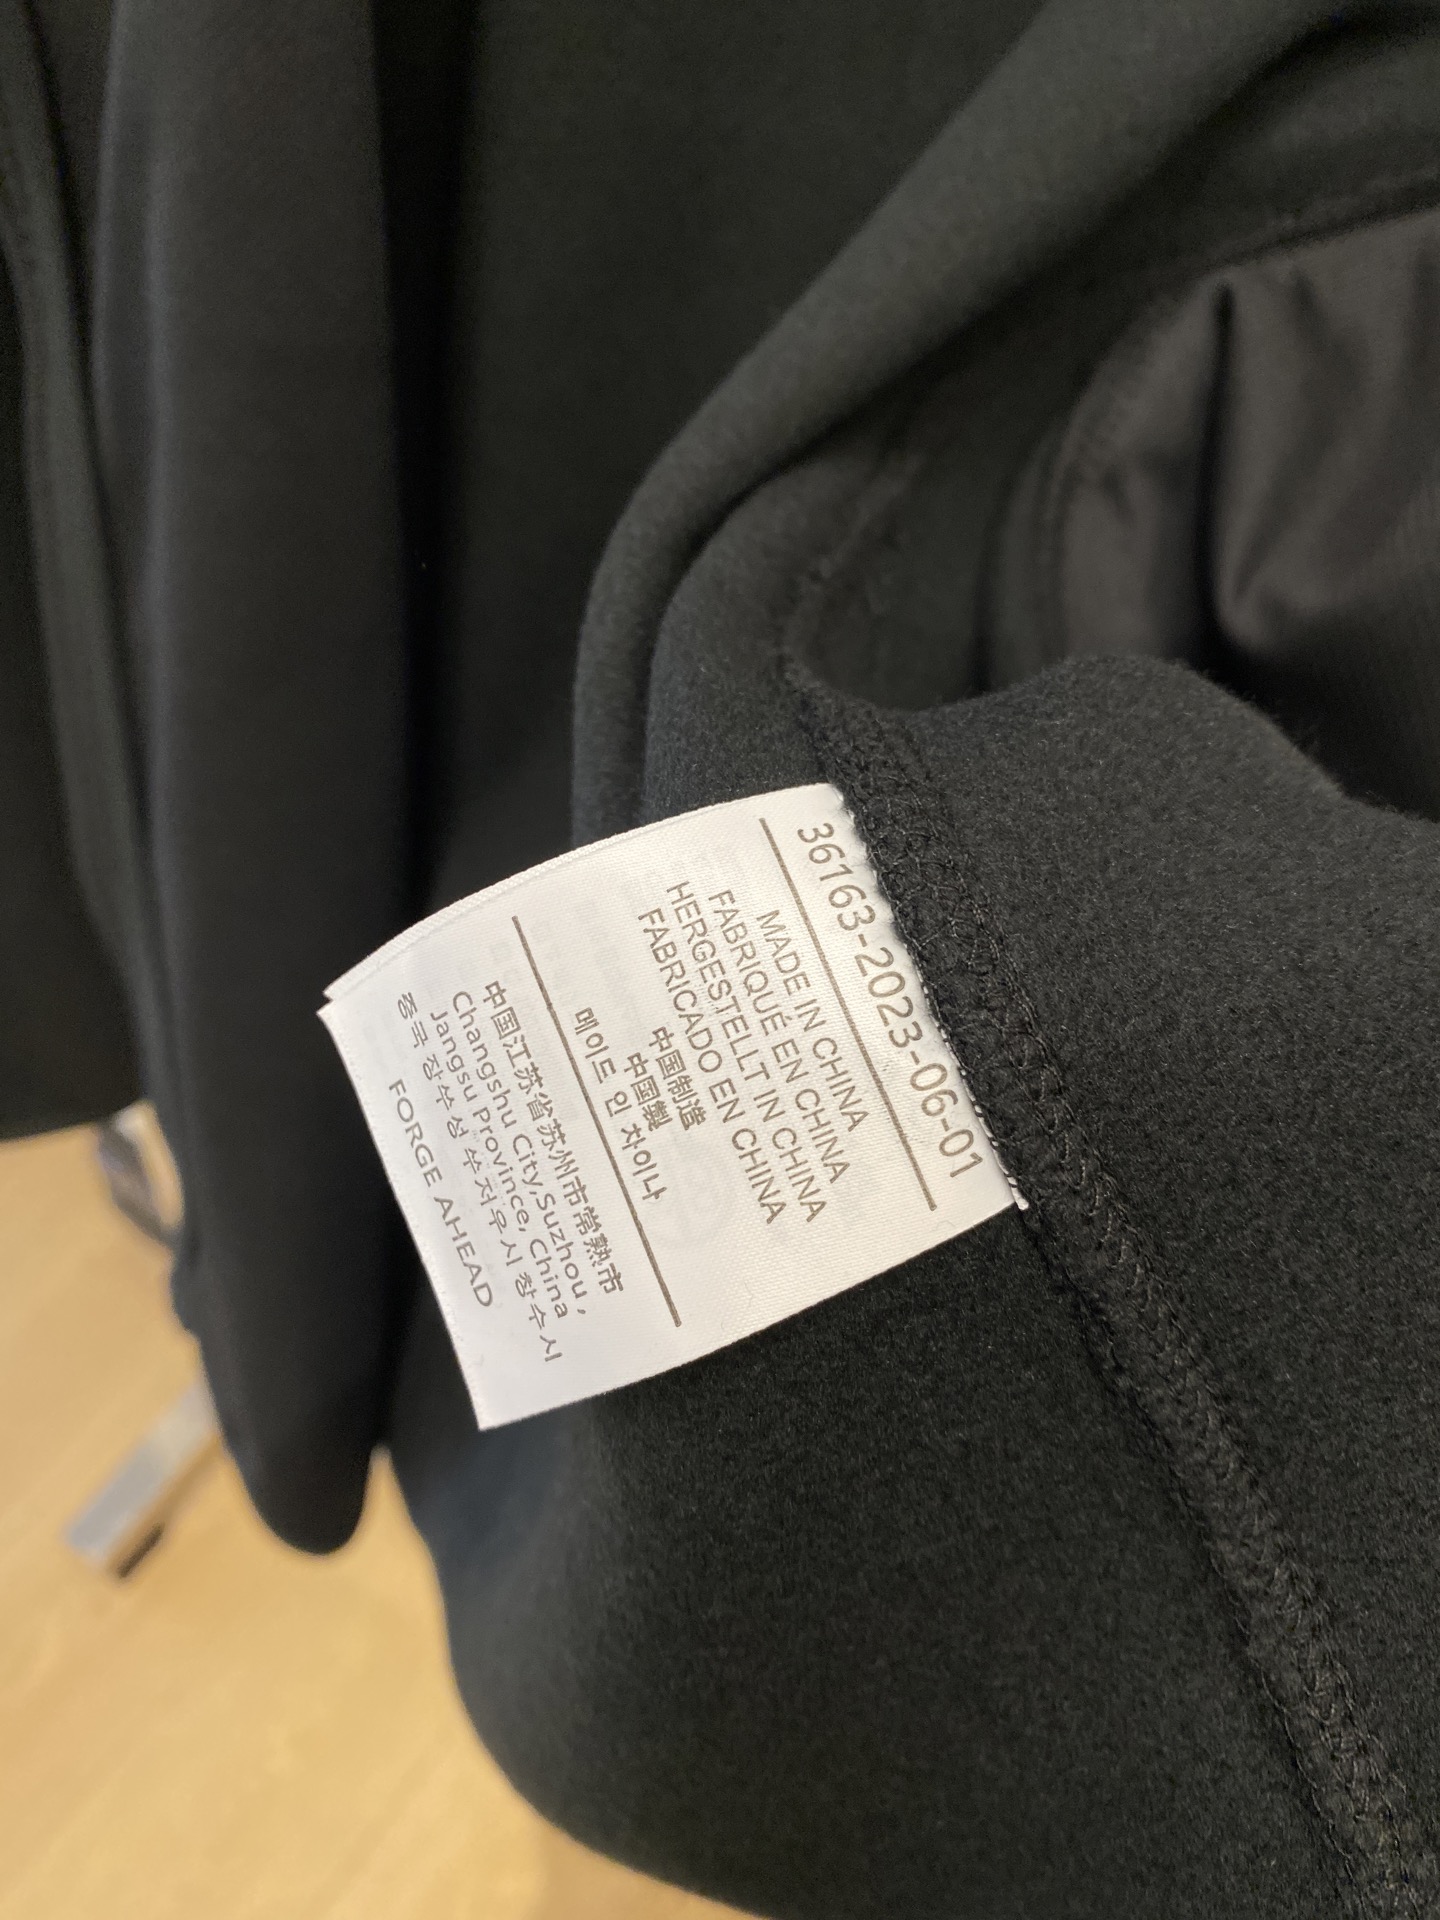 36163-2023-06-01
MADE IN CHINA
FABRIQUÉ EN CHINA
HERGESTELLT IN CHINA
FABRICADO EN CHINA
中国制造
中国製
메이드 인 차이나
中国江苏省苏州市常熟市
Changshu City,Suzhou,
Jangsu Province, China
중국 장쑤성 쑤저우시 창수시
FORGE AHEAD